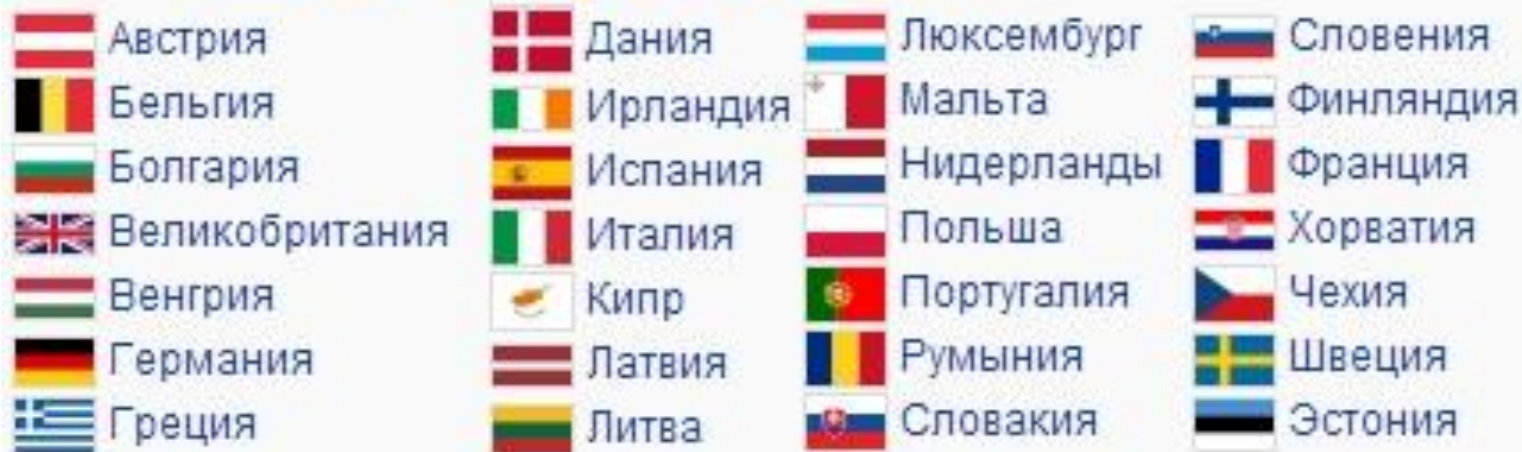 Австрия
Бельгия
Болгария
Великобритания
Венгрия
Германия
Греция
Дания
Ирландия
Испания
Италия
Кипр
Латвия
Литва
Люксембург
Мальта
Нидерланды
Польша
Португалия
Румыния
Словакия
Словения
Финляндия
Франция
Хорватия
Чехия
Швеция
Эстония